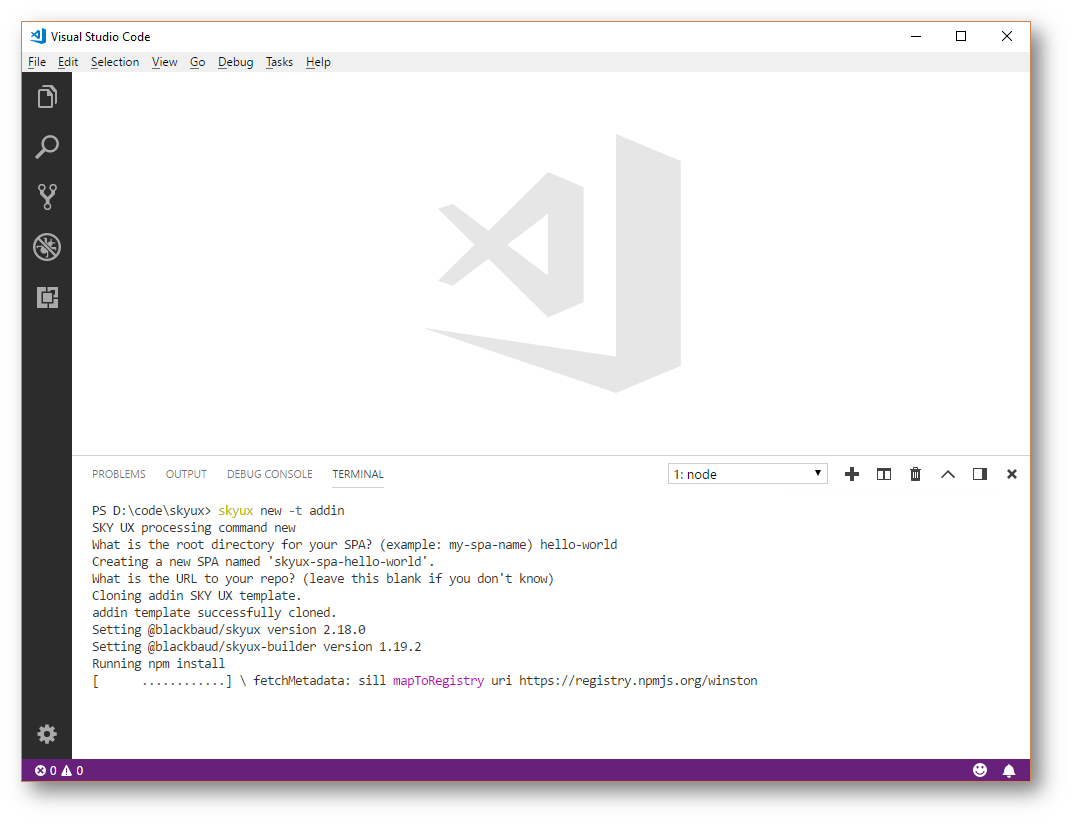 Visual Studio Code
File Edit Selection View Go Debug Tasks Help
PROBLEMS OUTPUT DEBUG CONSOLE TERMINAL 1: node
PS D:\code\skyux> skyux new -t addin
SKY UX processing command new
What is the root directory for your SPA? (example: my-spa-name) hello-world
Creating a new SPA named 'skyux-spa-hello-world'.
What is the URL to your repo? (leave this blank if you don't know)
Cloning addin SKY UX template.
addin template successfully cloned.
Setting @blackbaud/skyux version 2.18.0
Setting @blackbaud/skyux-builder version 1.19.2
Running npm install
[      ............] \ fetchMetadata: sill mapToRegistry uri https://registry.npmjs.org/winston
0 0